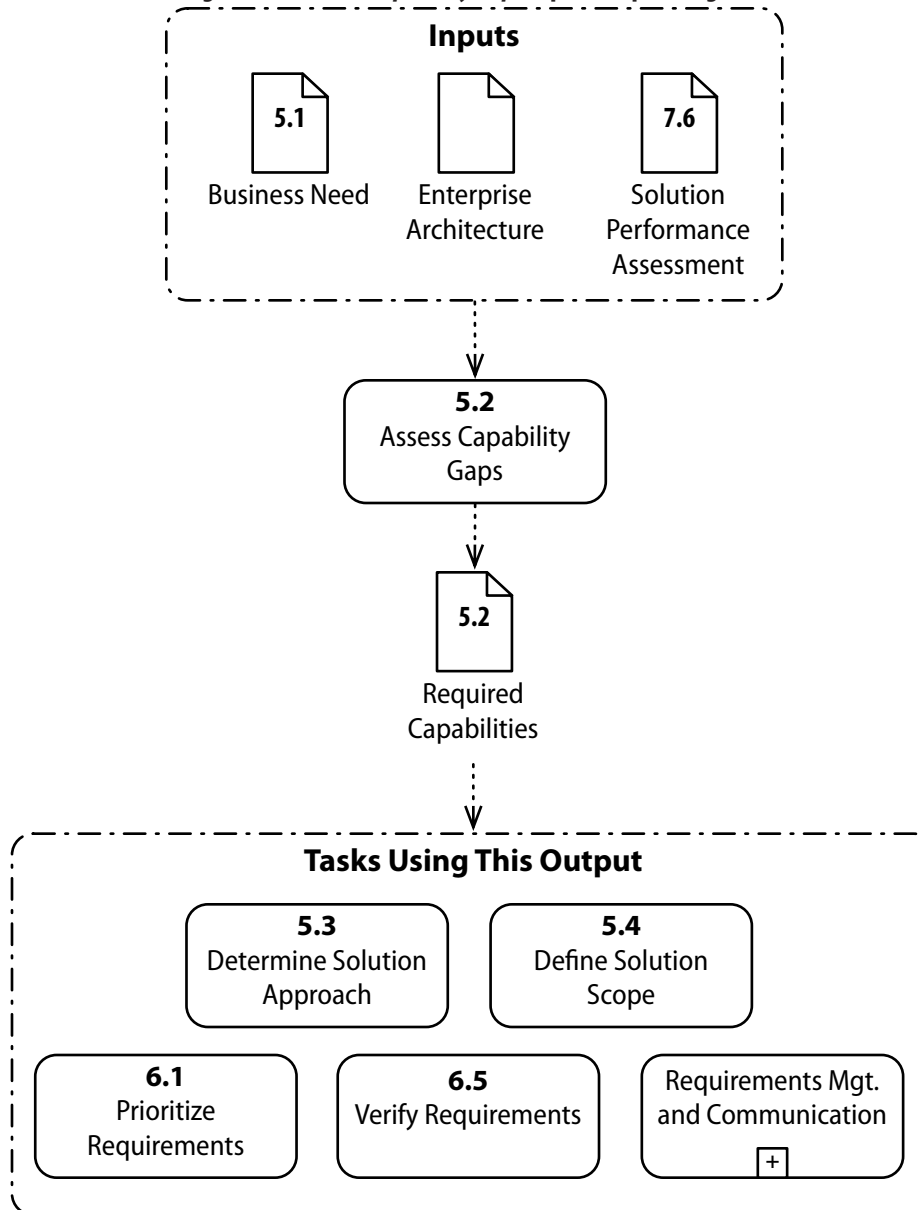 Inputs
5.1
7.6
Business Need
Enterprise
Architecture
Solution
Performance
Assessment
5.2
Assess Capability
Gaps
5.2
Required
Capabilities
Tasks Using This Output
5.3
Determine Solution
Approach
5.4
Define Solution
Scope
6.1
Prioritize
Requirements
6.5
Verify Requirements
Requirements Mgt.
and Communication
+